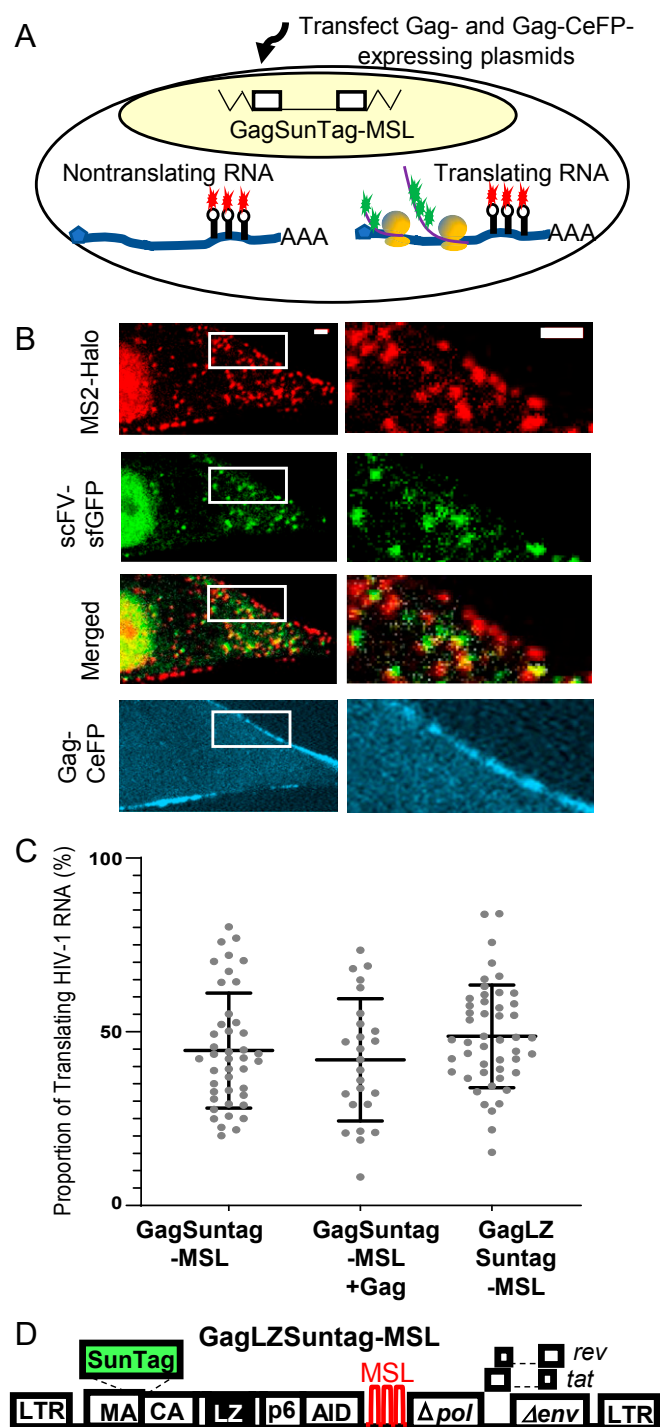 A
Transfect Gag- and Gag-CeFP-
expressing plasmids
GagSunTag-MSL
Nontranslating RNA
Translating RNA
AAA
AAA
B
MS2-Halo
scFV-
sfGFP
Merged
Gag-
CeFP
C
Proportion of Translating HIV-1 RNA (%)
100
50
0
GagSuntag
-MSL
GagSuntag
-MSL
+Gag
GagLZ
Suntag
-MSL
D
GagLZSuntag-MSL
SunTag
MSL
rev
tat
LTR
MA
CA
LZ
p6
AID
Δ pol
Δenv
LTR